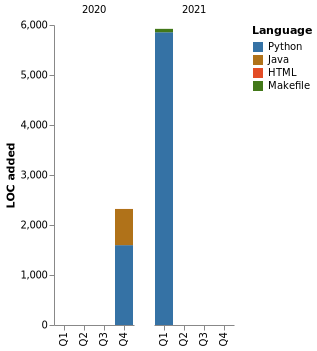 2020 2021
Language
Python
Java
HTML
Makefile
LOC added
6,000
5,000
4,000
3,000
2,000
1,000
0
Q1 Q2 Q3 Q4 Q1 Q2 Q3 Q4